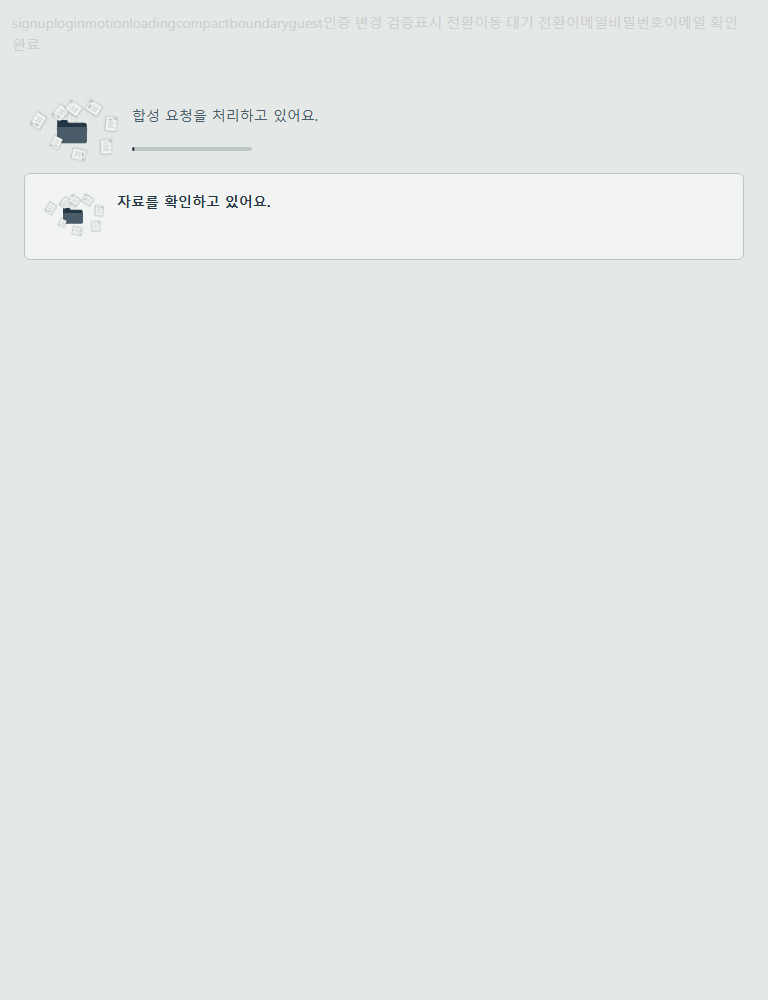 signuploginmotionloadingcompactboundaryguest인증 변경 검증표시 전환이동 대기 전환이메일비밀번호이메일 확인
완료
합성 요청을 처리하고 있어요.
자료를 확인하고 있어요.